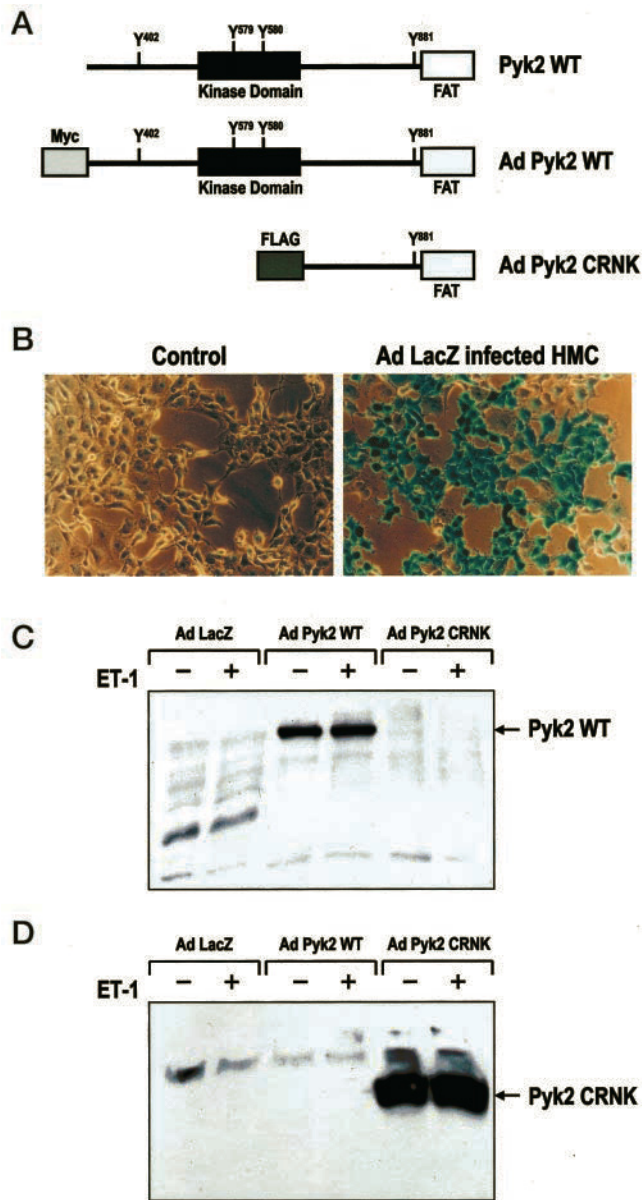 A
Y402 Y579 Y580 Y881
Kinase Domain FAT
Pyk2 WT
Myc
Y402 Y579 Y580 Y881
Kinase Domain FAT
Ad Pyk2 WT
FLAG
Y881
FAT
Ad Pyk2 CRNK
B
Control Ad LacZ infected HMC
C
Ad LacZ Ad Pyk2 WT Ad Pyk2 CRNK
ET-1 − + − + − +
Pyk2 WT
D
Ad LacZ Ad Pyk2 WT Ad Pyk2 CRNK
ET-1 − + − + − +
Pyk2 CRNK